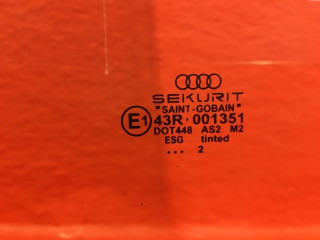 SEKURIT
"SAINT-GOBAIN"
E1 43R·001351
DOT448 AS2 M2
ESG tinted
... 2